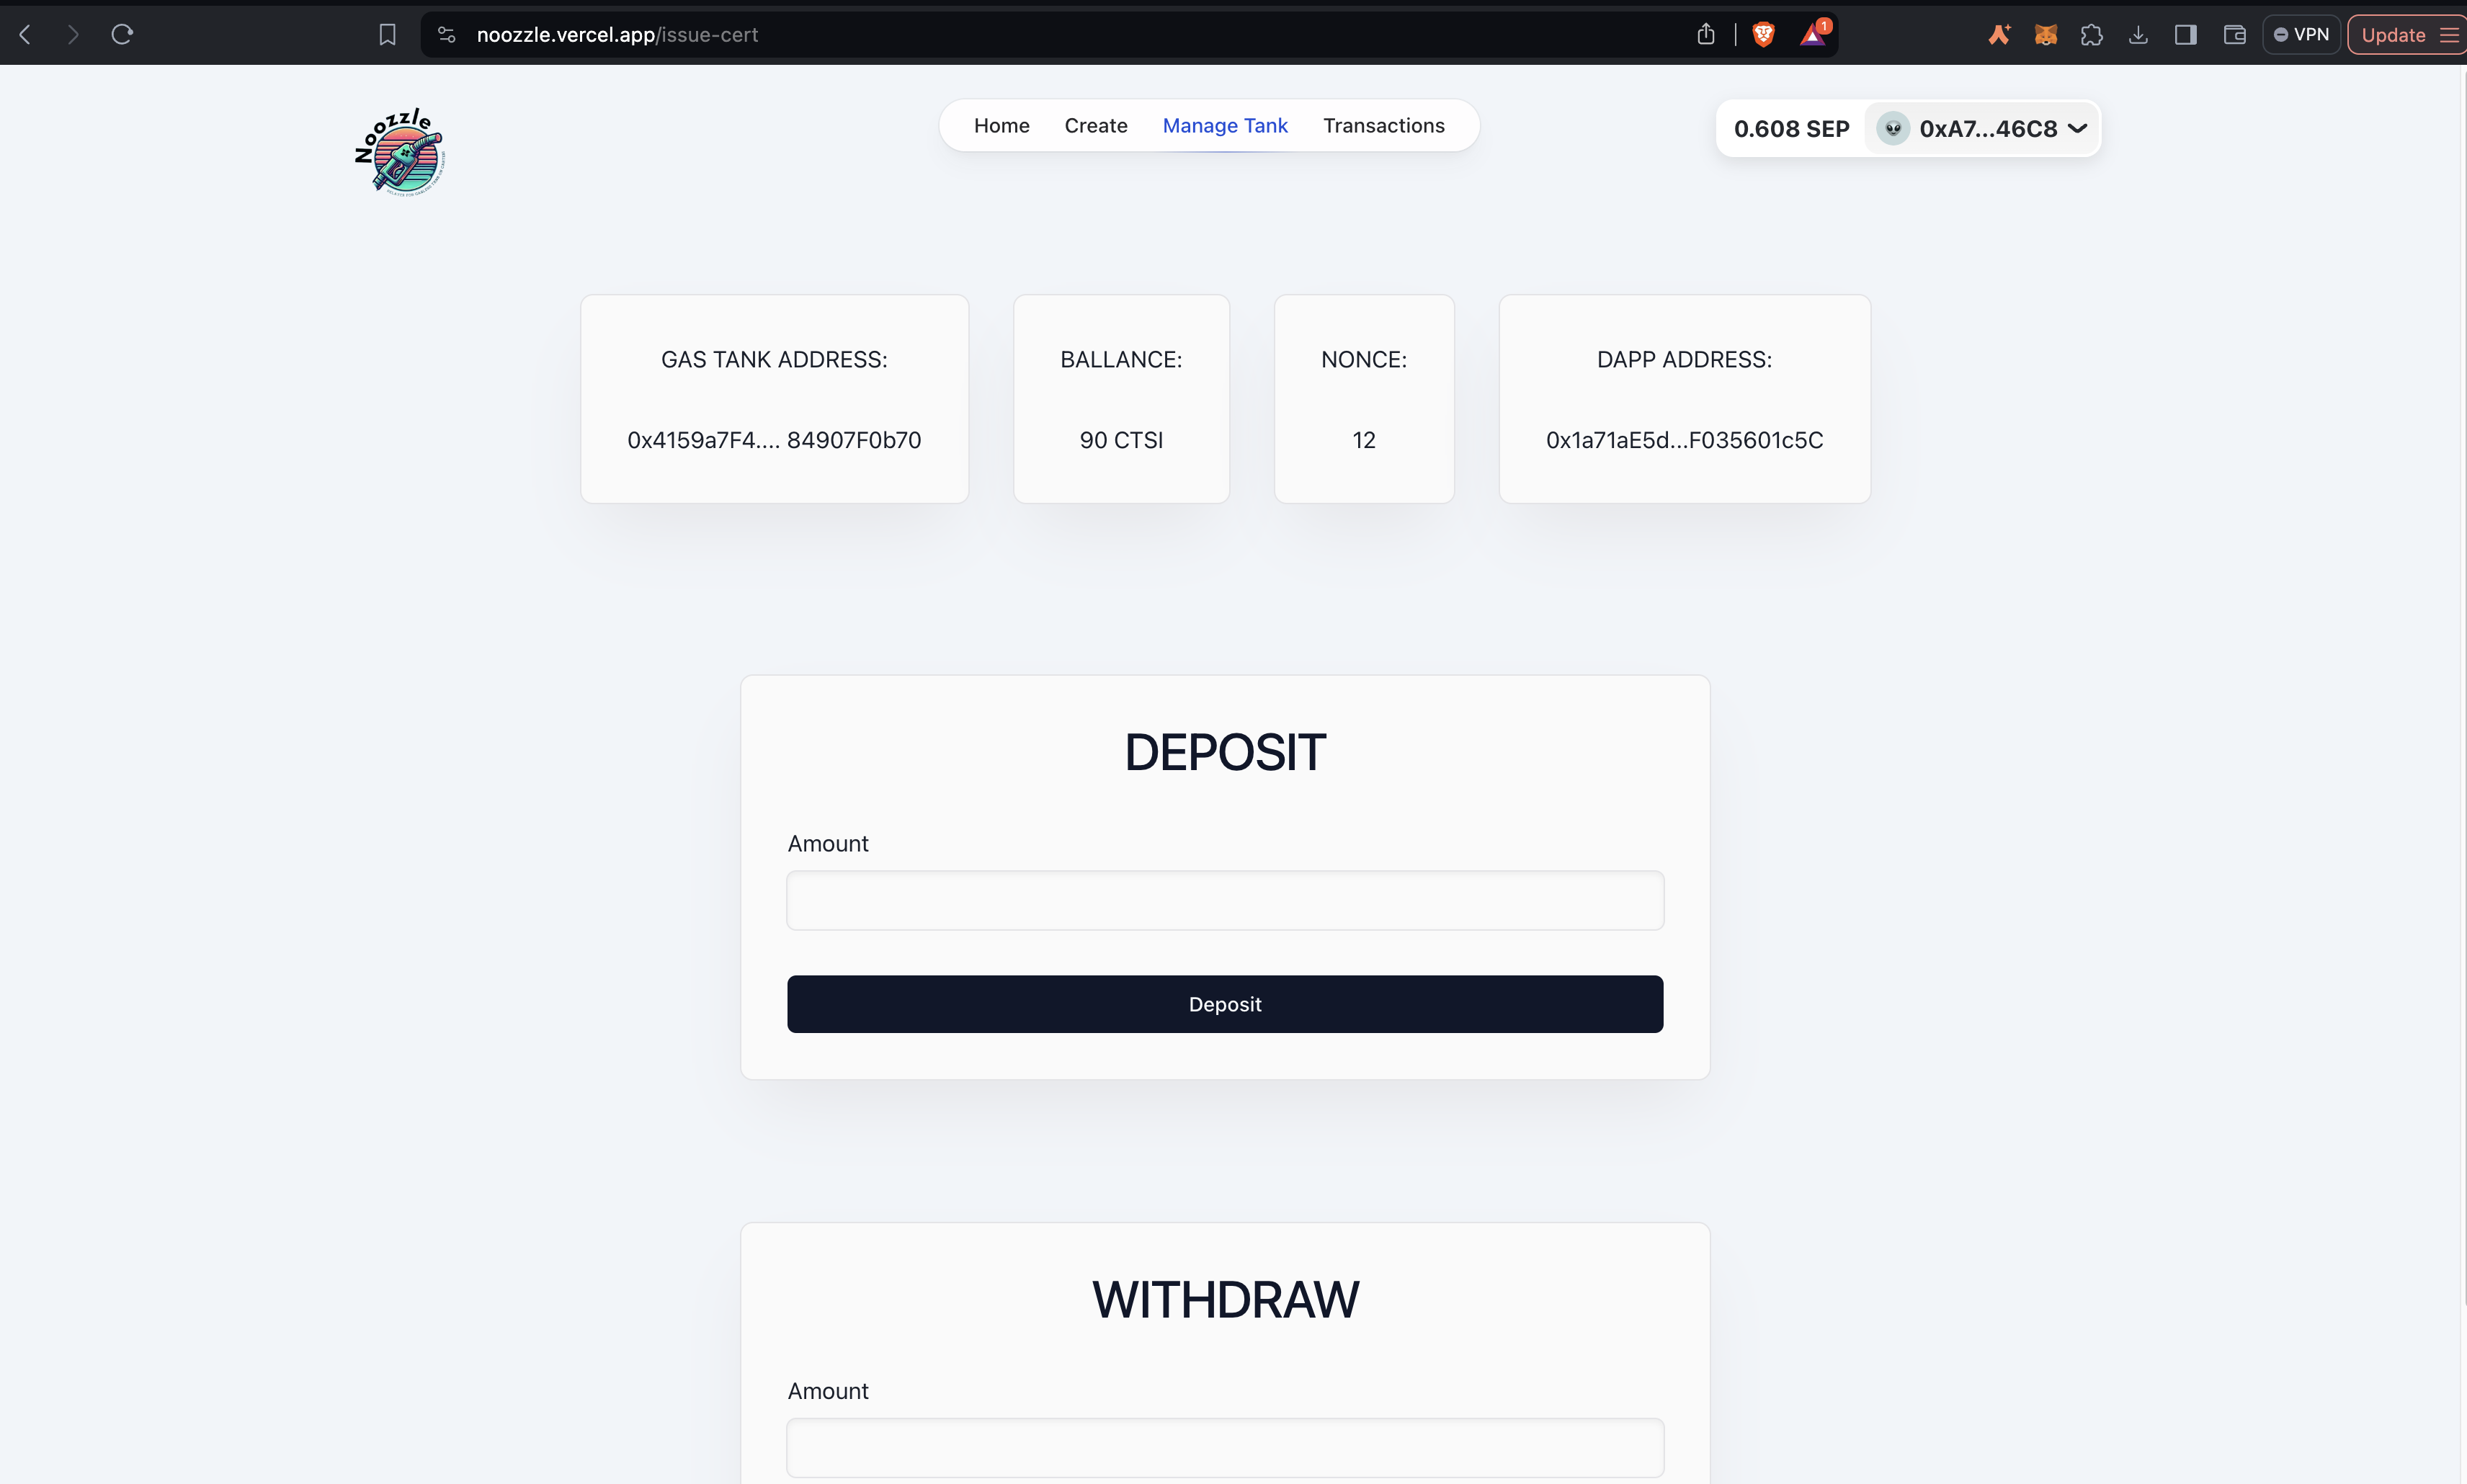 noozzle.vercel.app/issue-cert
1
VPN
Update
Noozzle
Home
Create
Manage Tank
Transactions
0.608 SEP
0xA7...46C8
GAS TANK ADDRESS:
0x4159a7F4.... 84907F0b70
BALLANCE:
90 CTSI
NONCE:
12
DAPP ADDRESS:
0x1a71aE5d...F035601c5C
DEPOSIT
Amount
Deposit
WITHDRAW
Amount